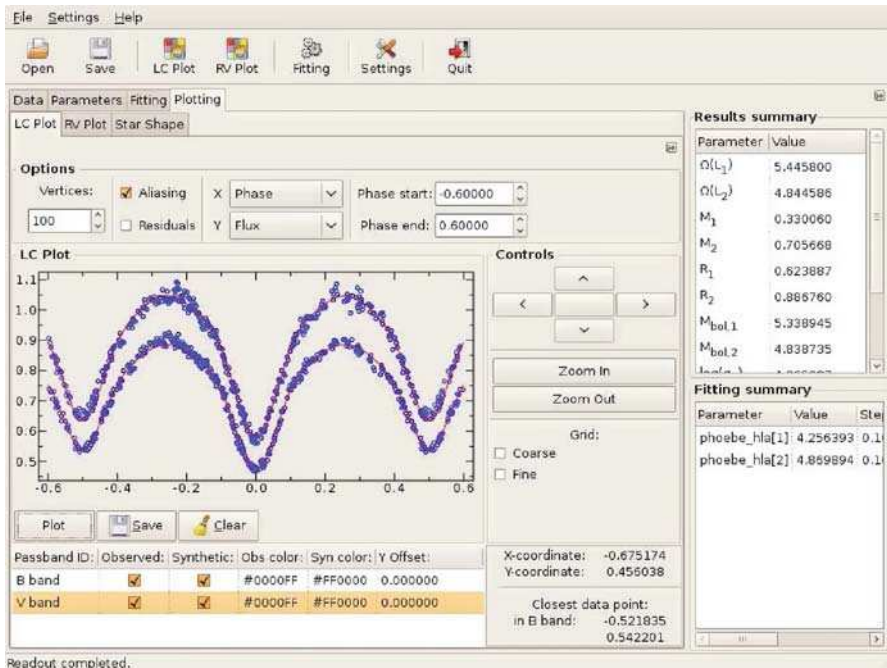 File Settings Help
Open Save LC Plot RV Plot Fitting Settings Quit
Data Parameters Fitting Plotting
LC Plot RV Plot Star Shape
Options
Vertices: Aliasing X Phase Phase start: -0.60000
100 Residuals Y Flux Phase end: 0.60000
LC Plot
1.1
1.0
0.9
0.8
0.7
0.6
0.5
-0.6 -0.4 -0.2 0.0 0.2 0.4 0.6
Controls
Zoom In
Zoom Out
Grid:
Coarse
Fine
Plot Save Clear
Passband ID: Observed: Synthetic: Obs color: Syn color: Y Offset:
B band #0000FF #FF0000 0.000000
V band #0000FF #FF0000 0.000000
X-coordinate: -0.675174
Y-coordinate: 0.456038
Closest data point:
in B band: -0.521835
0.542201
Results summary
Parameter Value
Ω(L1) 5.445800
Ω(L2) 4.844586
M1 0.330060
M2 0.705668
R1 0.623887
R2 0.886760
Mbol,1 5.338945
Mbol,2 4.838735
Fitting summary
Parameter Value Ste
phoebe_hla[1] 4.256393 0.1
phoebe_hla[2] 4.869894 0.1
Readout completed.